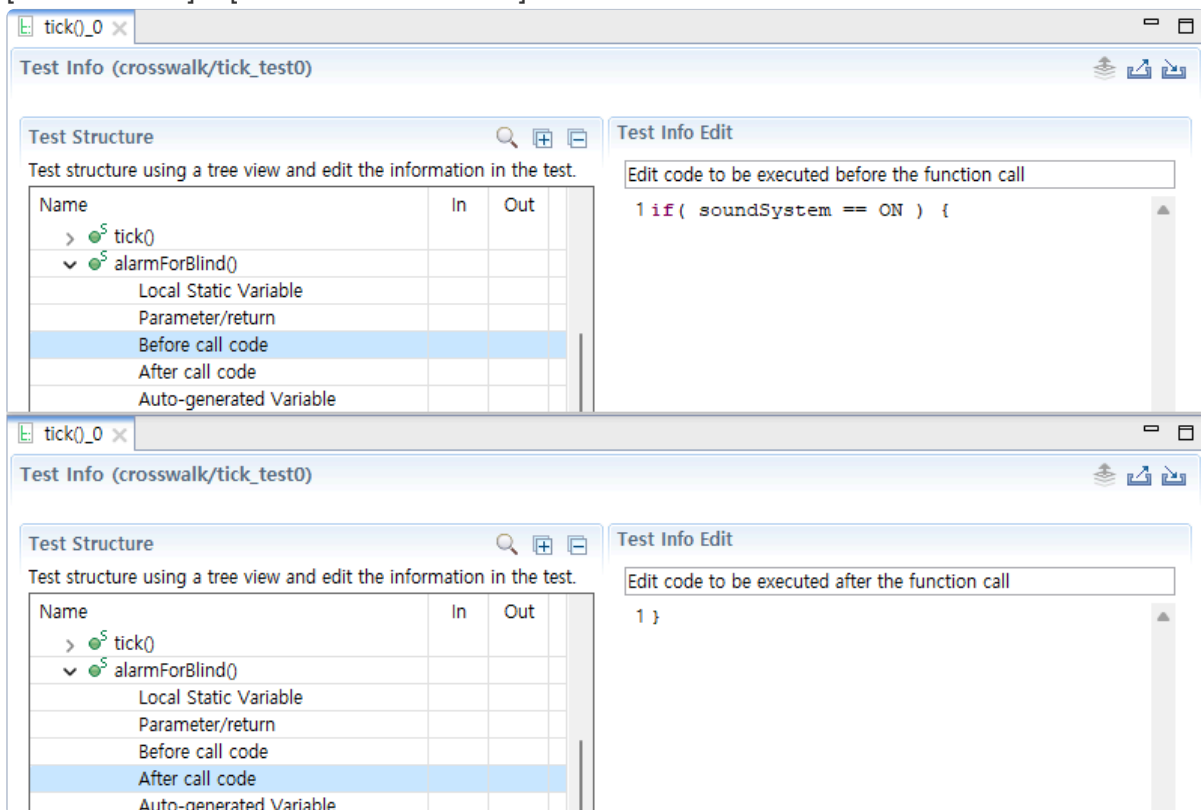 tick()_0
Test Info (crosswalk/tick_test0)
Test Structure
Test structure using a tree view and edit the information in the test.
Name In Out
tick()
alarmForBlind()
Local Static Variable
Parameter/return
Before call code
After call code
Auto-generated Variable
Test Info Edit
Edit code to be executed before the function call
1 if( soundSystem == ON ) {
tick()_0
Test Info (crosswalk/tick_test0)
Test Structure
Test structure using a tree view and edit the information in the test.
Name In Out
tick()
alarmForBlind()
Local Static Variable
Parameter/return
Before call code
After call code
Auto-generated Variable
Test Info Edit
Edit code to be executed after the function call
1 }